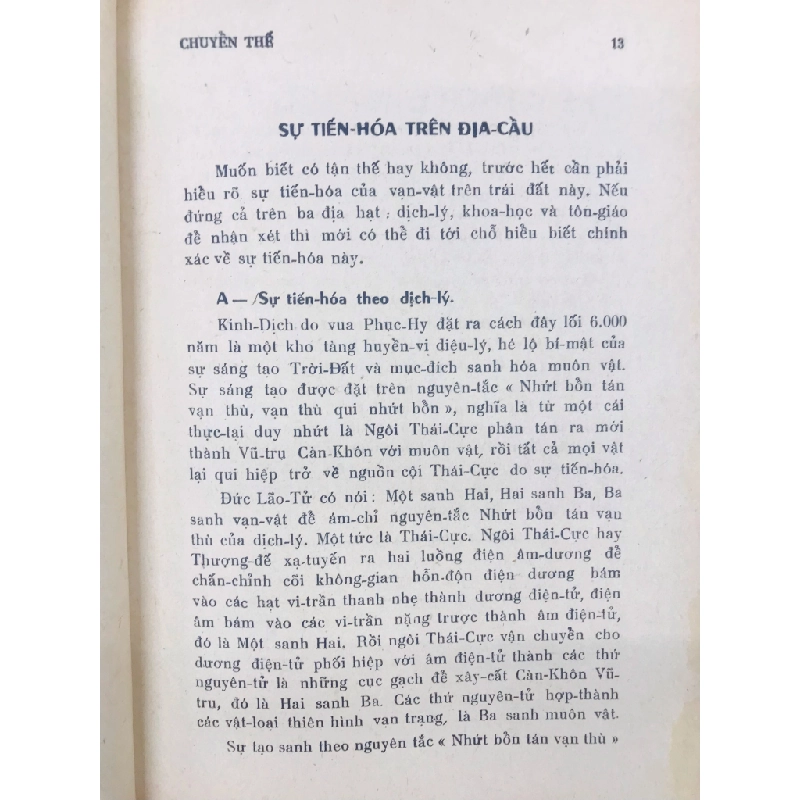 CHUYỀN THẾ 13
SỰ TIẾN-HÓA TRÊN ĐỊA-CẦU
Muốn biết có tận thế hay không, trước hết cần phải
hiểu rõ sự tiến-hóa của vạn-vật trên trái đất này. Nếu
đứng cả trên ba địa hạt: dịch-lý, khoa-học và tôn-giáo
để nhận xét thì mới có thể đi tới chỗ hiểu biết chính
xác về sự tiến-hóa này.
A — /Sự tiến-hóa theo dịch-lý.
Kinh-Dịch do vua Phục-Hy đặt ra cách đây lối 6.000
năm là một kho tàng huyền-vi diệu-lý, hé lộ bí-mật của
sự sáng tạo Trời-Đất và mục-đích sanh hóa muôn vật.
Sự sáng tạo được đặt trên nguyên-tắc « Nhứt bổn tán
vạn thù, vạn thù qui nhứt bổn », nghĩa là từ một cái
thực-tại duy nhứt là Ngôi Thái-Cực phân tán ra mới
thành Vũ-trụ Càn-Khôn với muôn vật, rồi tất cả mọi vật
lại qui hiệp trở về nguồn cội Thái-Cực do sự tiến-hóa.
Đức Lão-Tử có nói : Một sanh Hai, Hai sanh Ba, Ba
sanh vạn-vật để ám-chỉ nguyên-tắc Nhứt bổn tán vạn
thù của dịch-lý. Một tức là Thái-Cực. Ngôi Thái-Cực hay
Thượng-đế xạ-tuyến ra hai luồng điện âm-dương để
chấn-chỉnh cõi không-gian hỗn-độn điện dương bám
vào các hạt vi-trần thanh nhẹ thành dương điện-tử, điện
âm bám vào các vi-trần nặng trược thành âm điện-tử,
đó là Một sanh Hai. Rồi ngôi Thái-Cực vận chuyển cho
dương điện-tử phối hiệp với âm điện-tử thành các thứ
nguyên-tử là những cục gạch để xây-cất Càn-Khôn Vũ-
trụ, đó là Hai sanh Ba. Các thứ nguyên-tử hợp-thành
các vật-loại thiên hình vạn trạng, là Ba sanh muôn vật.
Sự tạo sanh theo nguyên tắc « Nhứt bổn tán vạn thù »